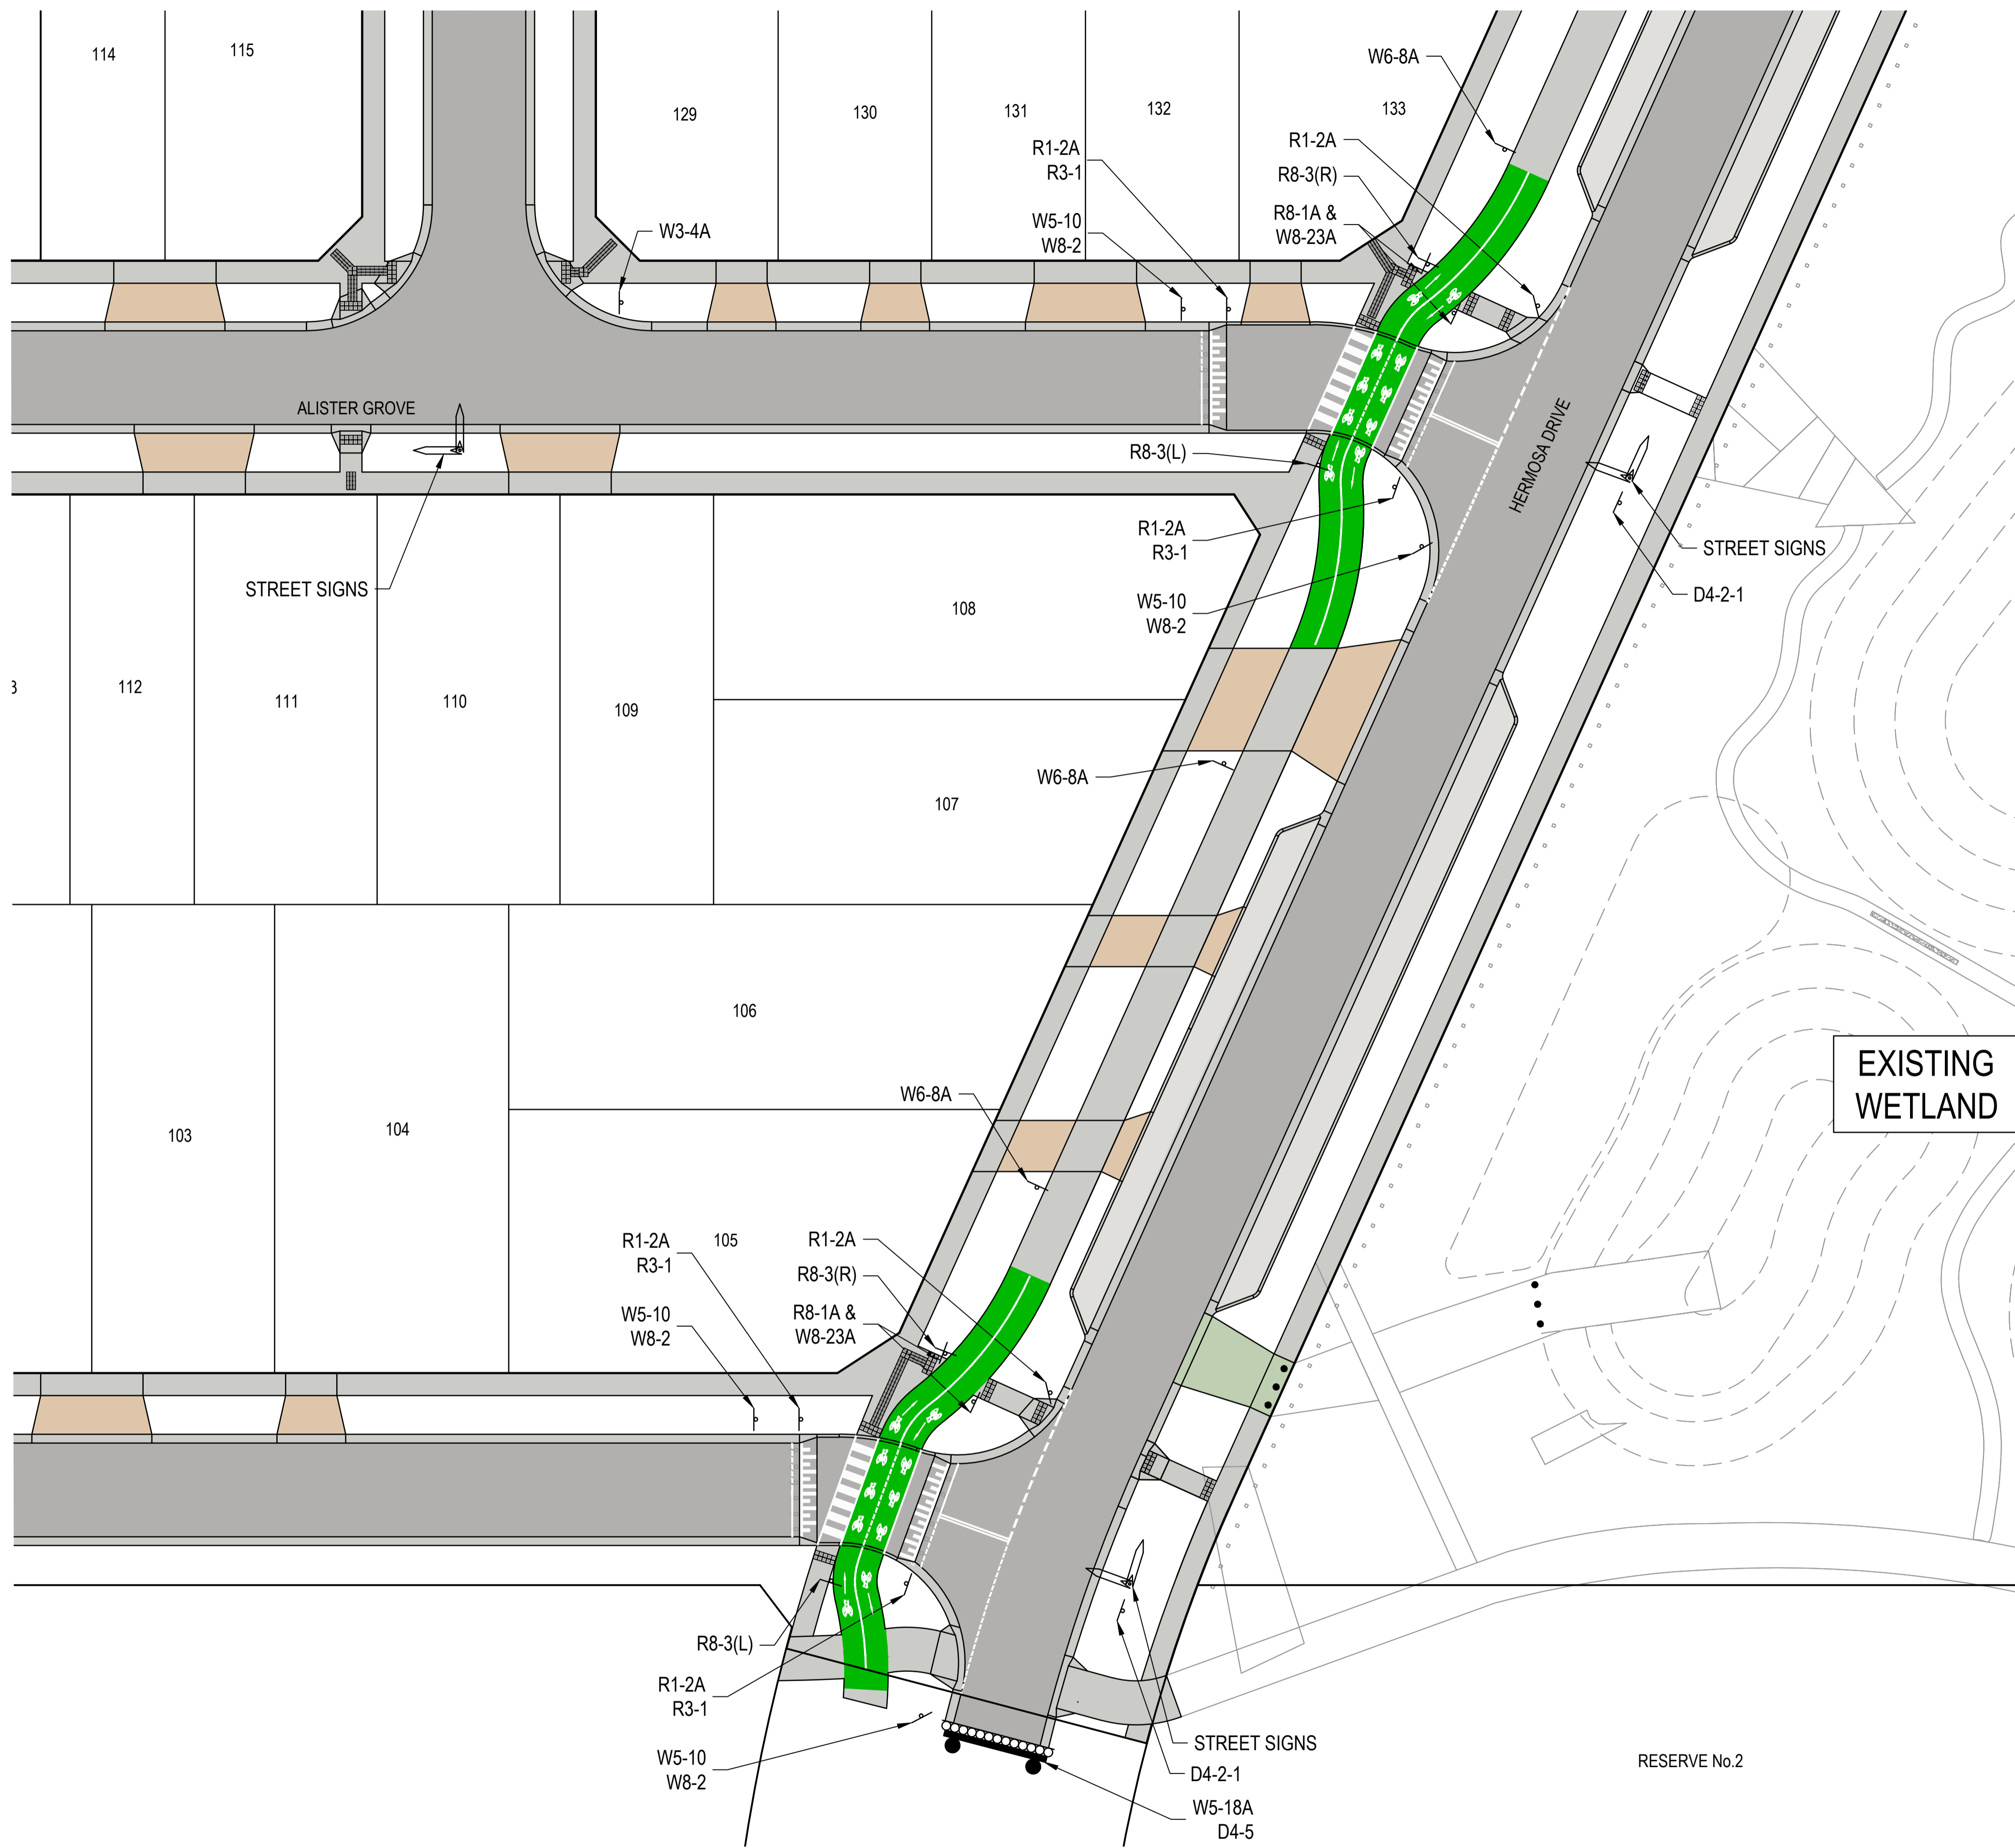 114
115
129
130
131
132
133
W6-8A
R1-2A
R3-1
R1-2A
R8-3(R)
R8-1A &
W8-23A
W5-10
W8-2
W3-4A
ALISTER GROVE
HERMOSA DRIVE
R8-3(L)
STREET SIGNS
D4-2-1
R1-2A
R3-1
STREET SIGNS
W5-10
W8-2
108
112
111
110
109
W6-8A
107
106
EXISTING
WETLAND
W6-8A
103
104
105
R1-2A
R3-1
R1-2A
R8-3(R)
R8-1A &
W8-23A
W5-10
W8-2
R8-3(L)
R1-2A
R3-1
W5-10
W8-2
STREET SIGNS
D4-2-1
W5-18A
D4-5
RESERVE No.2